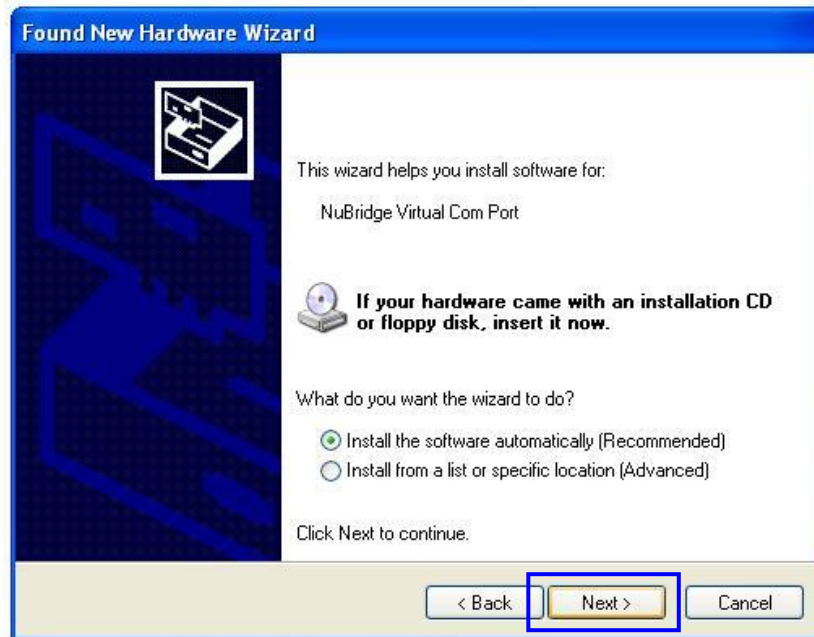 Found New Hardware Wizard
This wizard helps you install software for:
NuBridge Virtual Com Port
If your hardware came with an installation CD
or floppy disk, insert it now.
What do you want the wizard to do?
Install the software automatically (Recommended)
Install from a list or specific location (Advanced)
Click Next to continue.
< Back
Next >
Cancel